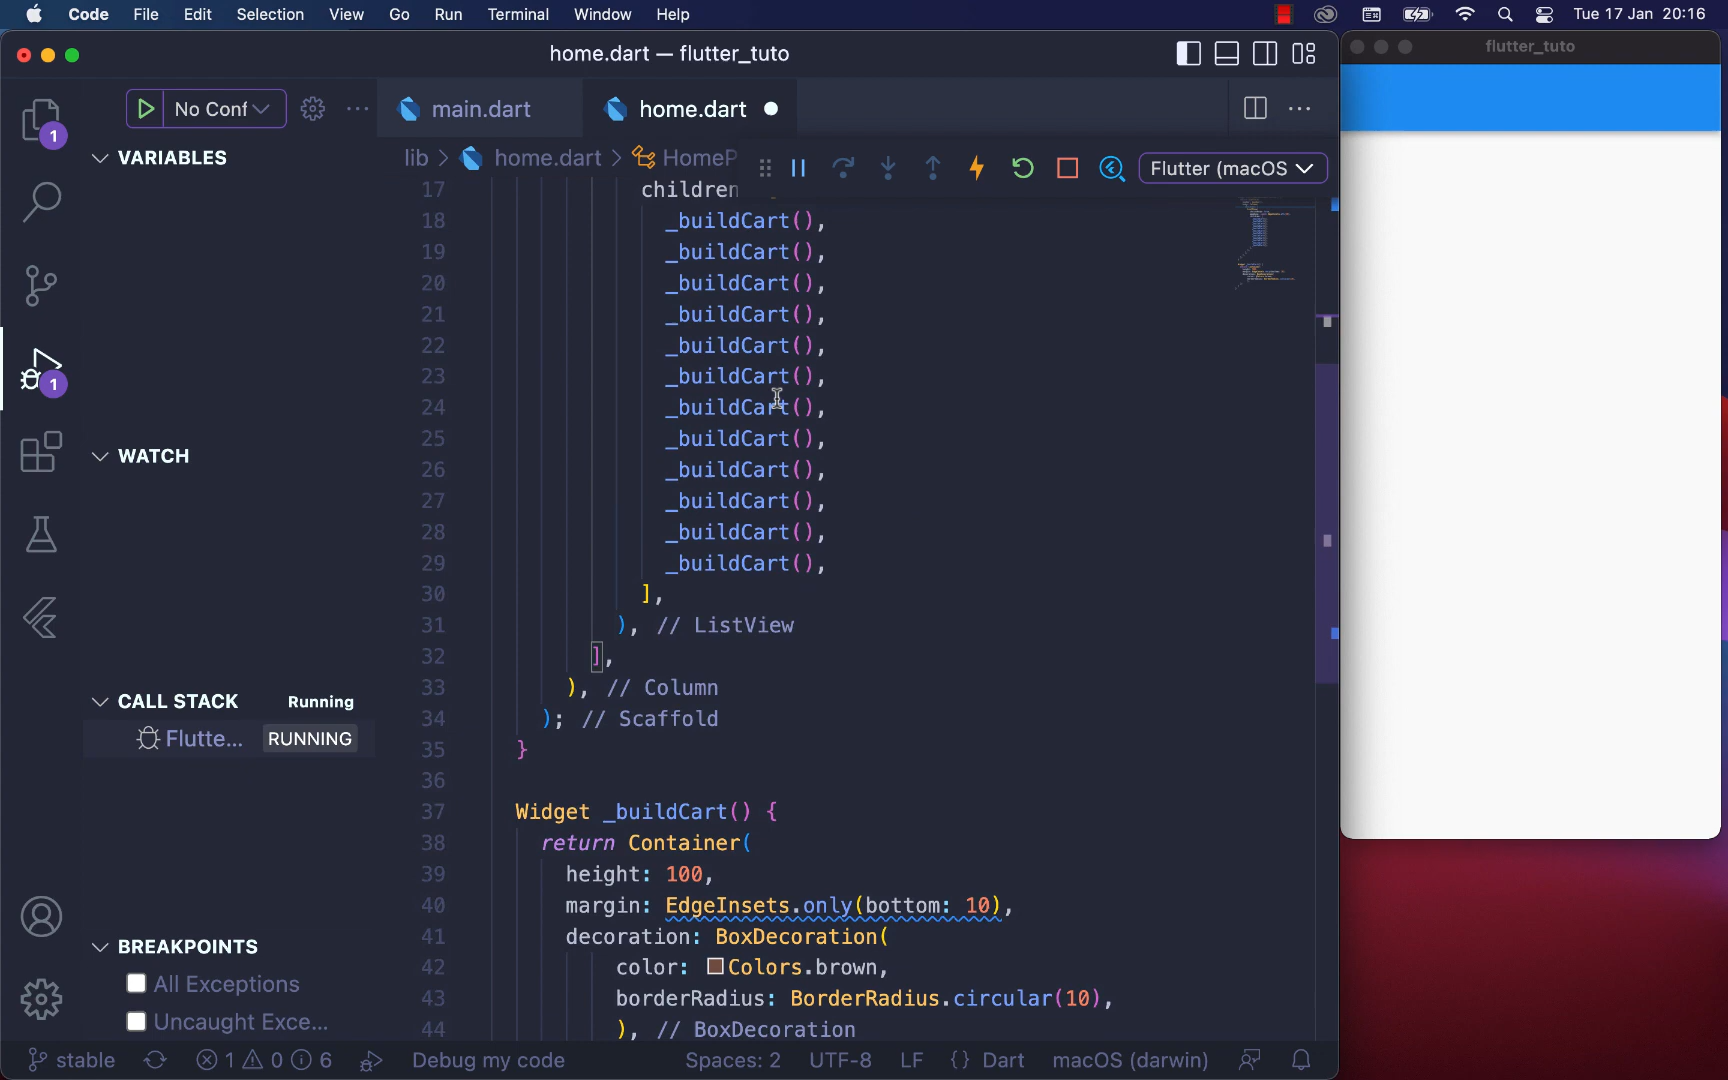 Code File Edit Selection View Go Run Terminal Window Help Tue 17 Jan 20:16
home.dart — flutter_tuto
flutter_tuto
No Conf
main.dart
home.dart
1
VARIABLES
lib > home.dart > HomeP
Flutter (macOS
17 children
18 _buildCart(),
19 _buildCart(),
20 _buildCart(),
21 _buildCart(),
22 _buildCart(),
23 _buildCart(),
24 _buildCart(),
25 _buildCart(),
26 _buildCart(),
27 _buildCart(),
28 _buildCart(),
29 _buildCart(),
30 ],
31 ), // ListView
32 ],
33 ), // Column
34 ); // Scaffold
35 }
36
37 Widget _buildCart() {
38 return Container(
39 height: 100,
40 margin: EdgeInsets.only(bottom: 10),
41 decoration: BoxDecoration(
42 color: Colors.brown,
43 borderRadius: BorderRadius.circular(10),
44 ), // BoxDecoration
1
WATCH
CALL STACK Running
Flutte... RUNNING
BREAKPOINTS
All Exceptions
Uncaught Exce...
stable 1 0 6 Debug my code Spaces: 2 UTF-8 LF {} Dart macOS (darwin)